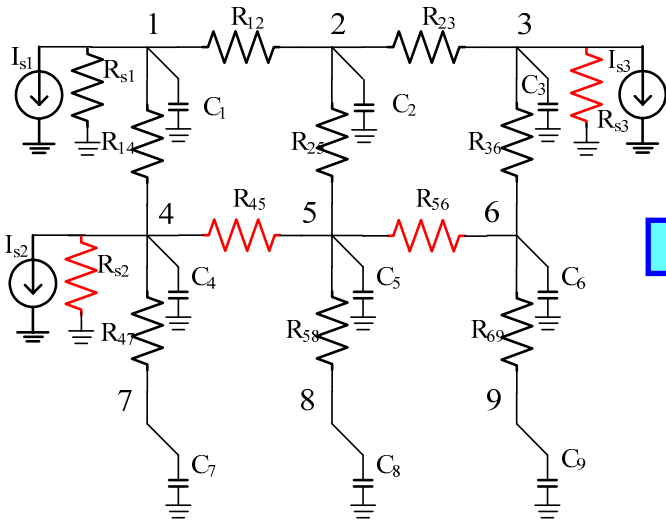 1 R12 2 R23 3
Is1 Rs1 C1 C2 C3 Is3 Rs3
R14 R25 R36
4 R45 5 R56 6
Is2 Rs2 C4 C5 C6
R47 R58 R69
7 8 9
C7 C8 C9